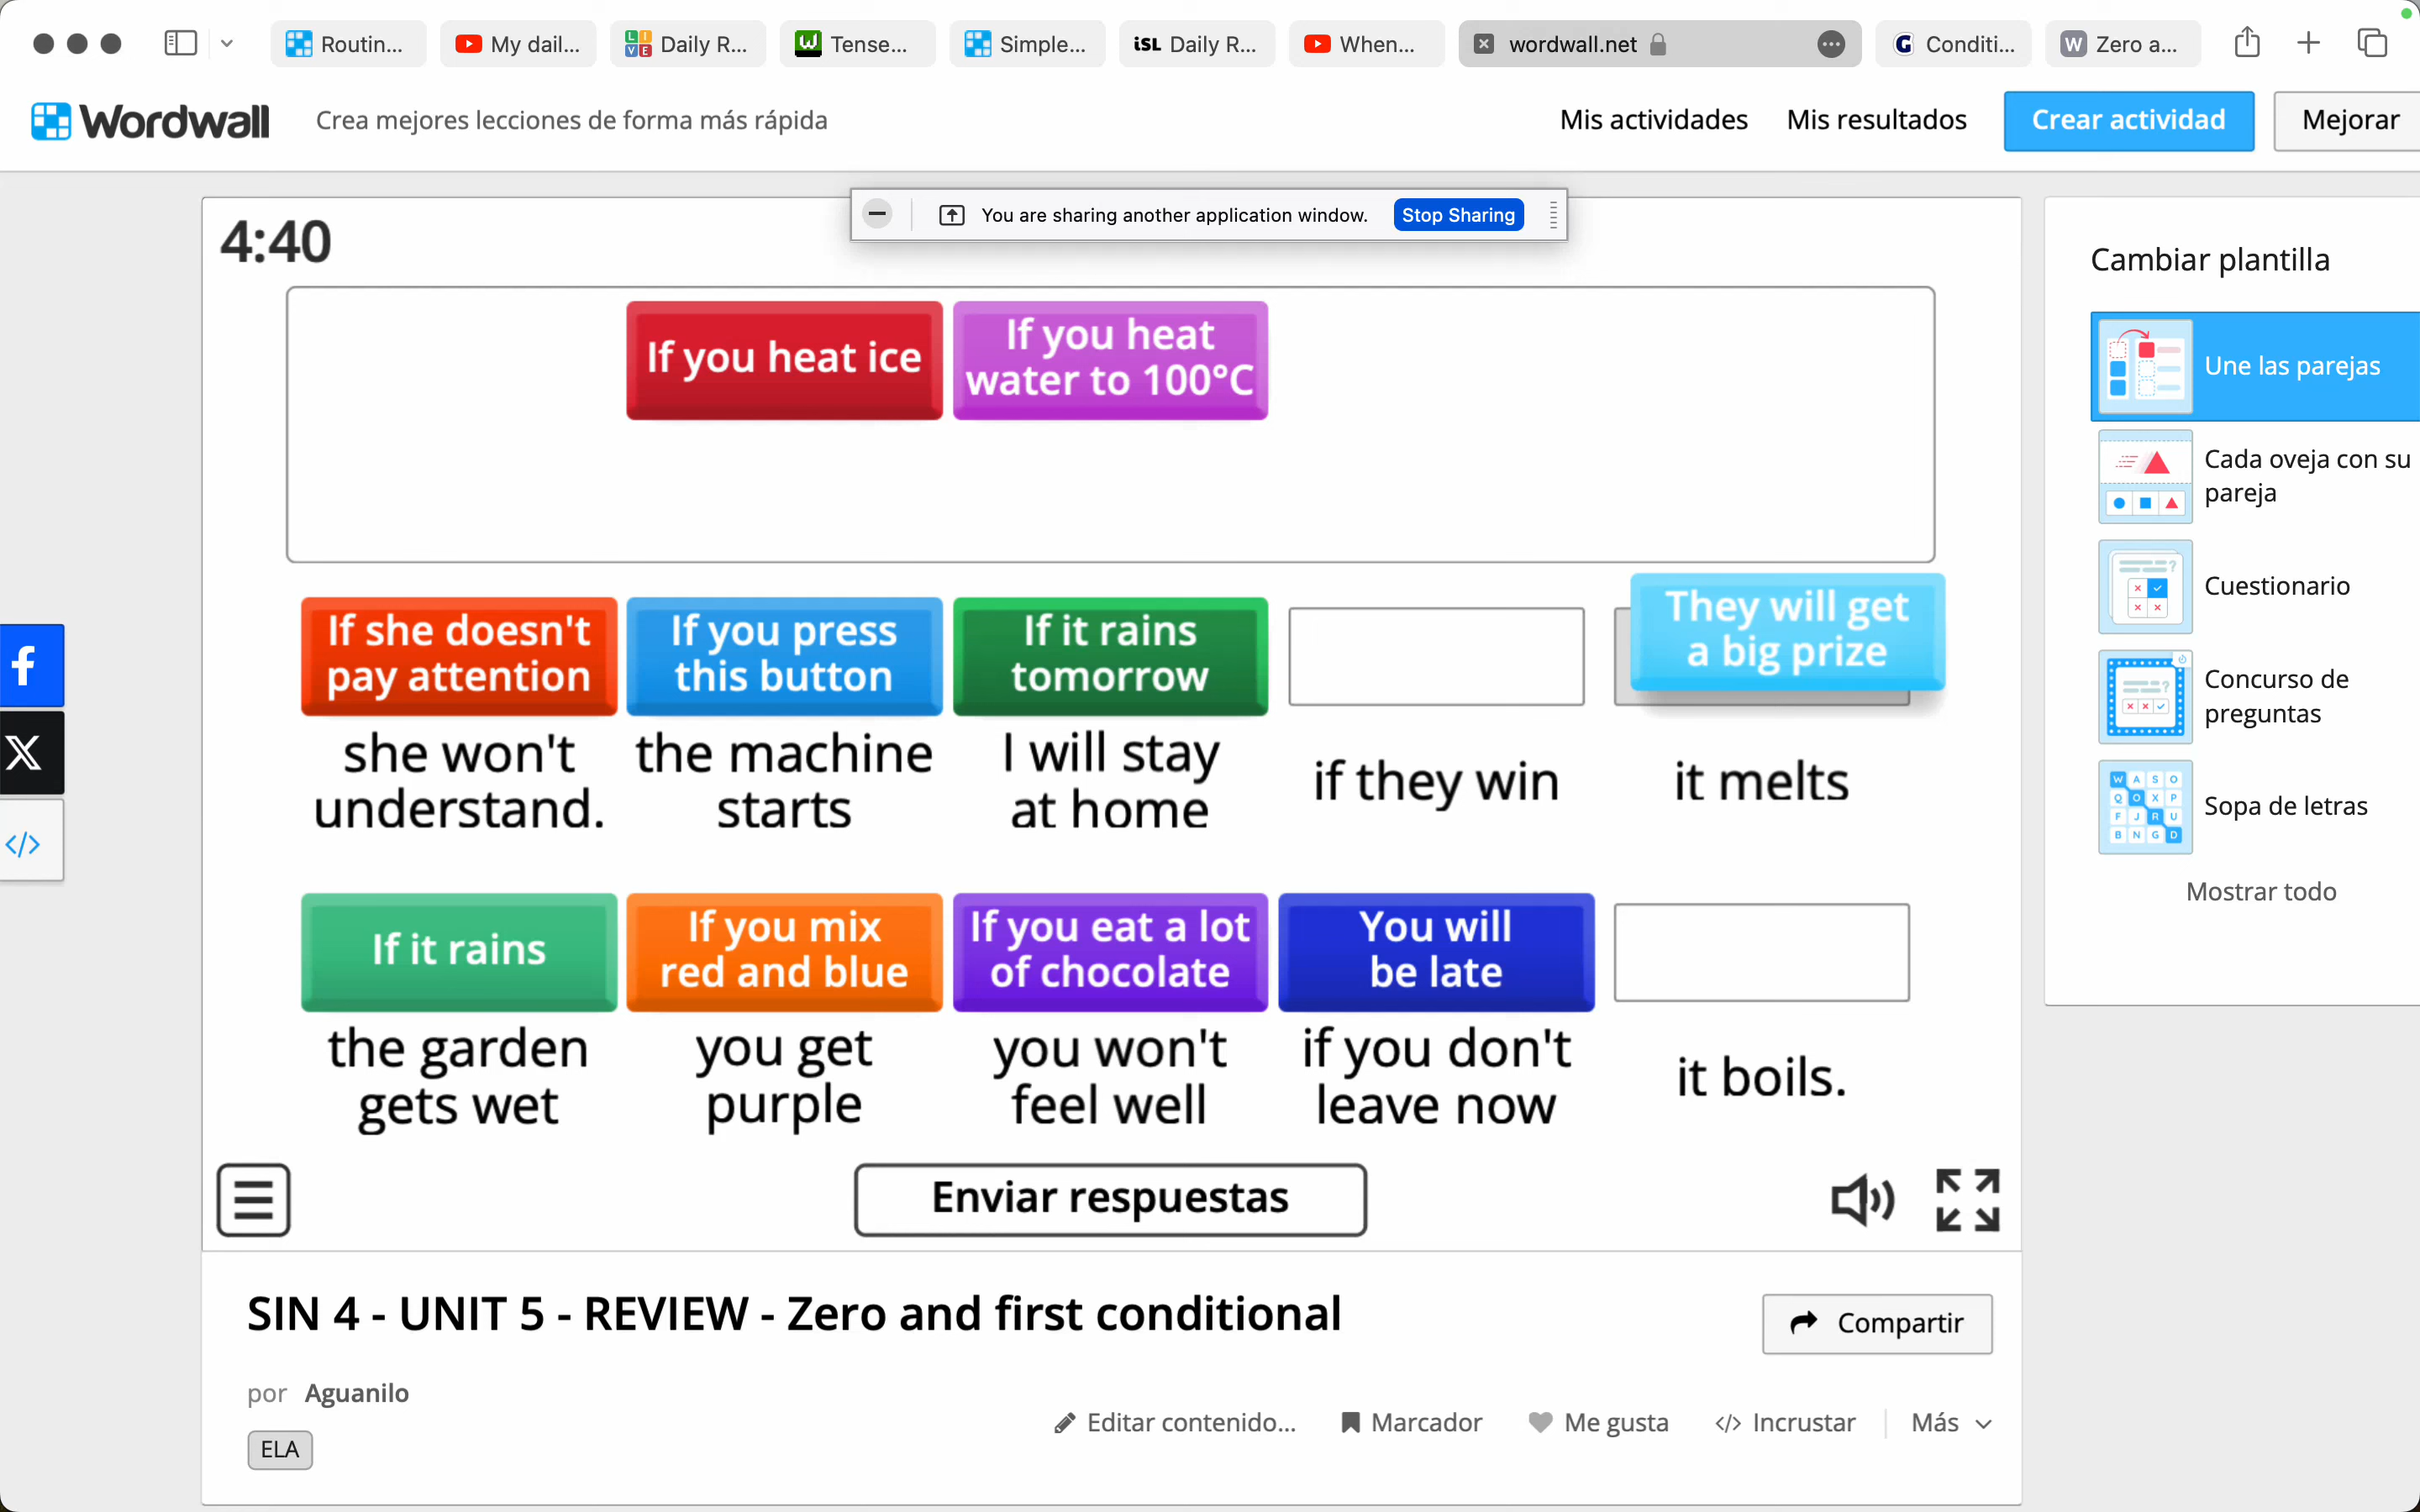 Routin...
My dail...
Daily R...
Tense...
Simple...
iSL Daily R...
When...
wordwall.net
Conditi...
Zero a...
Wordwall
Crea mejores lecciones de forma más rápida
Mis actividades
Mis resultados
Crear actividad
Mejorar
You are sharing another application window.
Stop Sharing
4:40
If you heat ice
If you heat
water to 100°C
If she doesn't
pay attention
If you press
this button
If it rains
tomorrow
They will get
a big prize
she won't
understand.
the machine
starts
I will stay
at home
if they win
it melts
If it rains
If you mix
red and blue
If you eat a lot
of chocolate
You will
be late
the garden
gets wet
you get
purple
you won't
feel well
if you don't
leave now
it boils.
Enviar respuestas
Cambiar plantilla
Une las parejas
Cada oveja con su
pareja
Cuestionario
Concurso de
preguntas
Sopa de letras
Mostrar todo
SIN 4 - UNIT 5 - REVIEW - Zero and first conditional
Compartir
por Aguanilo
ELA
Editar contenido...
Marcador
Me gusta
Incrustar
Más